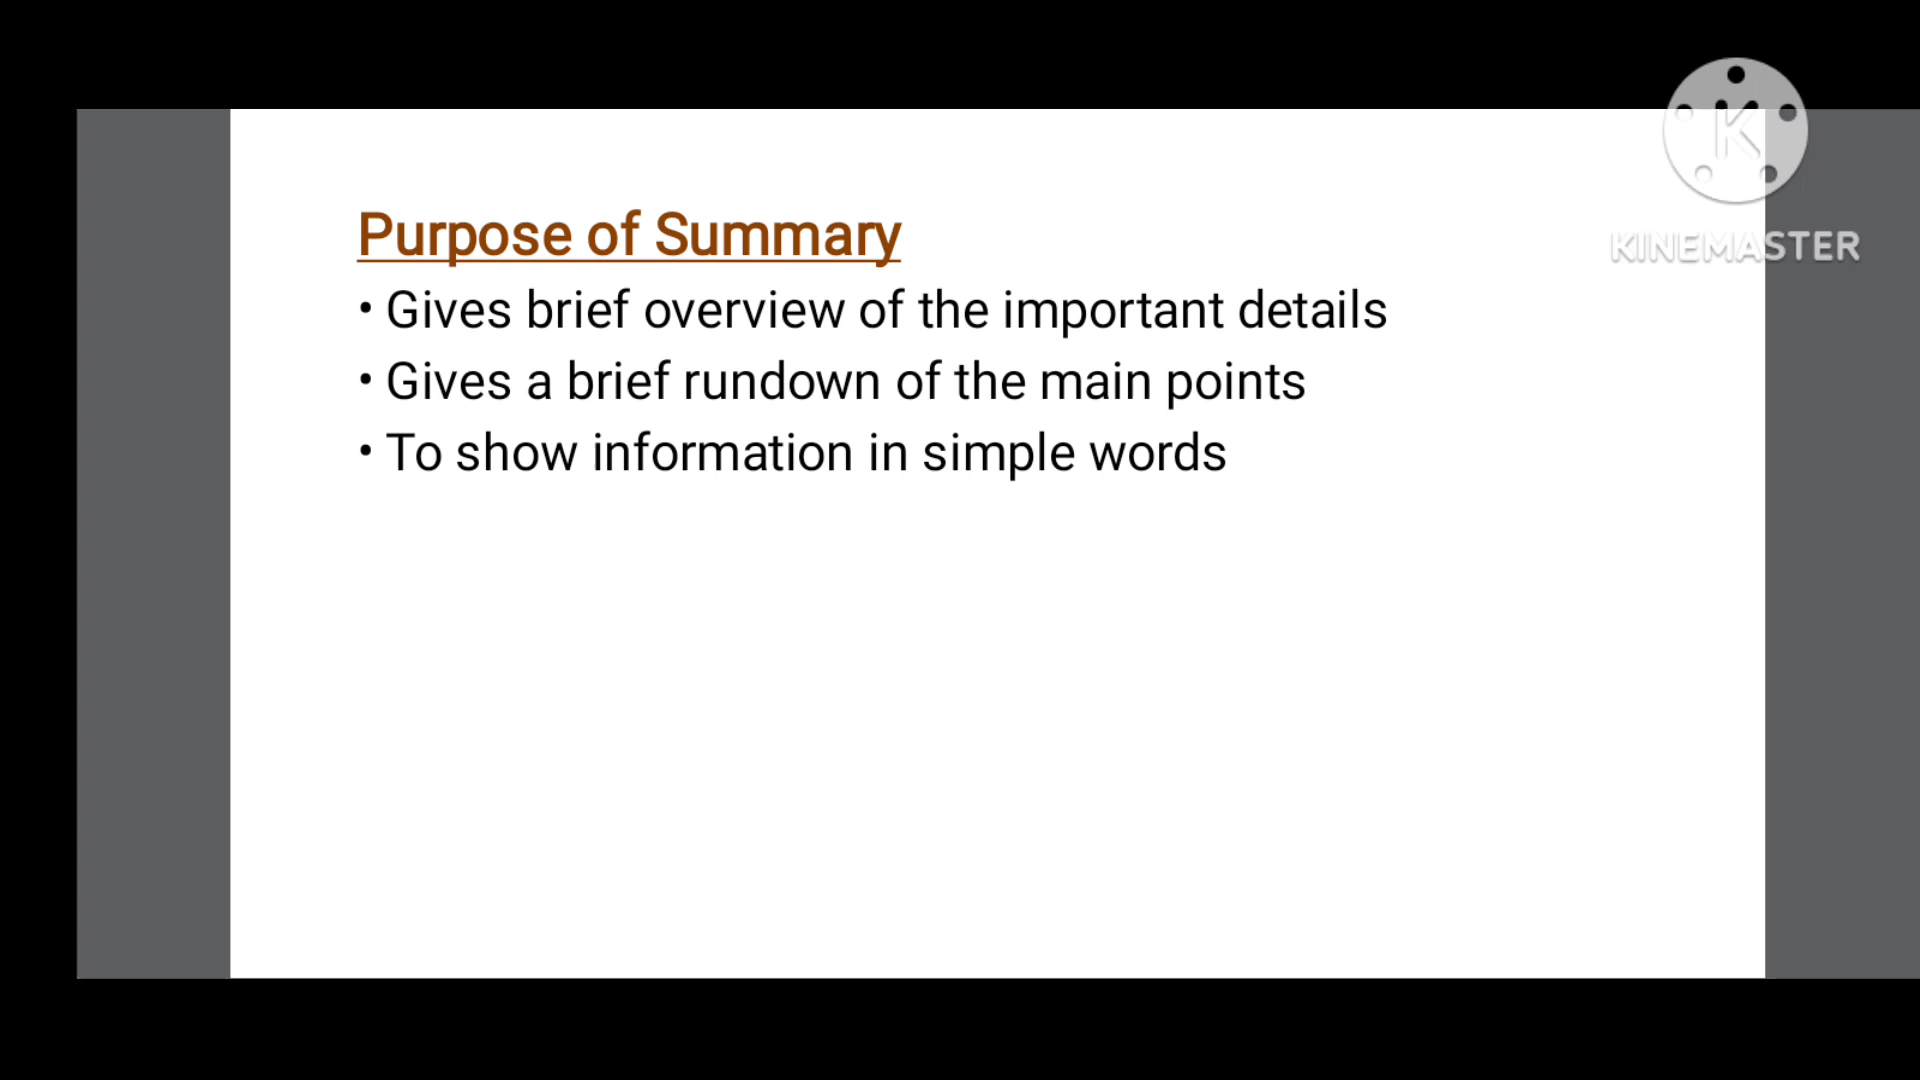 Purpose of Summary
• Gives brief overview of the important details
• Gives a brief rundown of the main points
• To show information in simple words
K
KINEMASTER